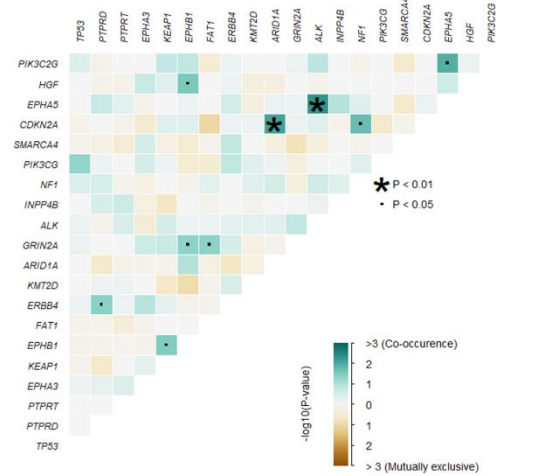 TP53 PTPRD PTPRT EPHA3 KEAP1 EPHB1 FAT1 ERBB4 KMT2D ARID1A GRIN2A ALK INPP4B NF1 PIK3CG SMARCA4 CDKN2A EPHA5 HGF PIK3C2G
PIK3C2G
HGF
EPHA5
CDKN2A
SMARCA4
PIK3CG
NF1
INPP4B
ALK
GRIN2A
ARID1A
KMT2D
ERBB4
FAT1
EPHB1
KEAP1
EPHA3
PTPRT
PTPRD
TP53
* P < 0.01
· P < 0.05
-log10(P-value)
>3 (Co-occurence)
2
1
0
1
2
> 3 (Mutually exclusive)